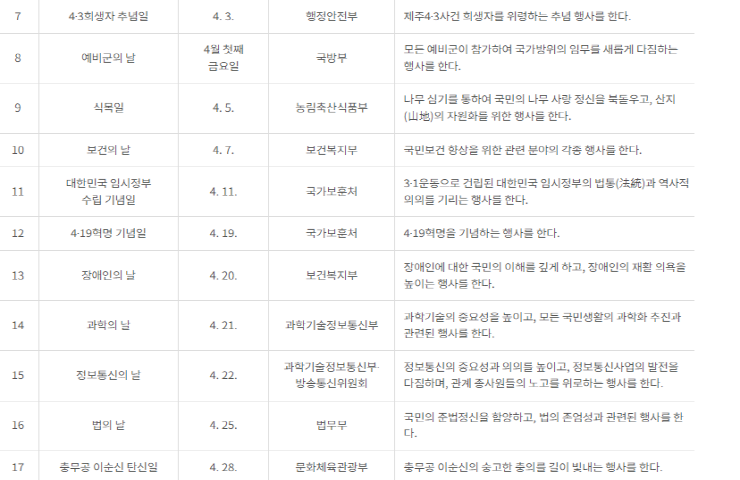 7 4·3희생자 추념일 4. 3. 행정안전부 제주4·3사건 희생자를 위령하는 추념 행사를 한다.
8 예비군의 날 4월 첫째 금요일 국방부 모든 예비군이 참가하여 국가방위의 임무를 새롭게 다짐하는
행사를 한다.
9 식목일 4. 5. 농림축산식품부 나무 심기를 통하여 국민의 나무 사랑 정신을 북돋우고, 산지
(山地)의 자원화를 위한 행사를 한다.
10 보건의 날 4. 7. 보건복지부 국민보건 향상을 위한 관련 분야의 각종 행사를 한다.
11 대한민국 임시정부 수립 기념일 4. 11. 국가보훈처 3·1운동으로 건립된 대한민국 임시정부의 법통(法統)과 역사적
의의를 기리는 행사를 한다.
12 4·19혁명 기념일 4. 19. 국가보훈처 4·19혁명을 기념하는 행사를 한다.
13 장애인의 날 4. 20. 보건복지부 장애인에 대한 국민의 이해를 깊게 하고, 장애인의 재활 의욕을
높이는 행사를 한다.
14 과학의 날 4. 21. 과학기술정보통신부 과학기술의 중요성을 높이고, 모든 국민생활의 과학화 추진과
관련된 행사를 한다.
15 정보통신의 날 4. 22. 과학기술정보통신부· 방송통신위원회 정보통신의 중요성과 의의를 높이고, 정보통신사업의 발전을
다짐하며, 관계 종사원들의 노고를 위로하는 행사를 한다.
16 법의 날 4. 25. 법무부 국민의 준법정신을 함양하고, 법의 존엄성과 관련된 행사를 한
다.
17 충무공 이순신 탄신일 4. 28. 문화체육관광부 충무공 이순신의 숭고한 충의를 길이 빛내는 행사를 한다.